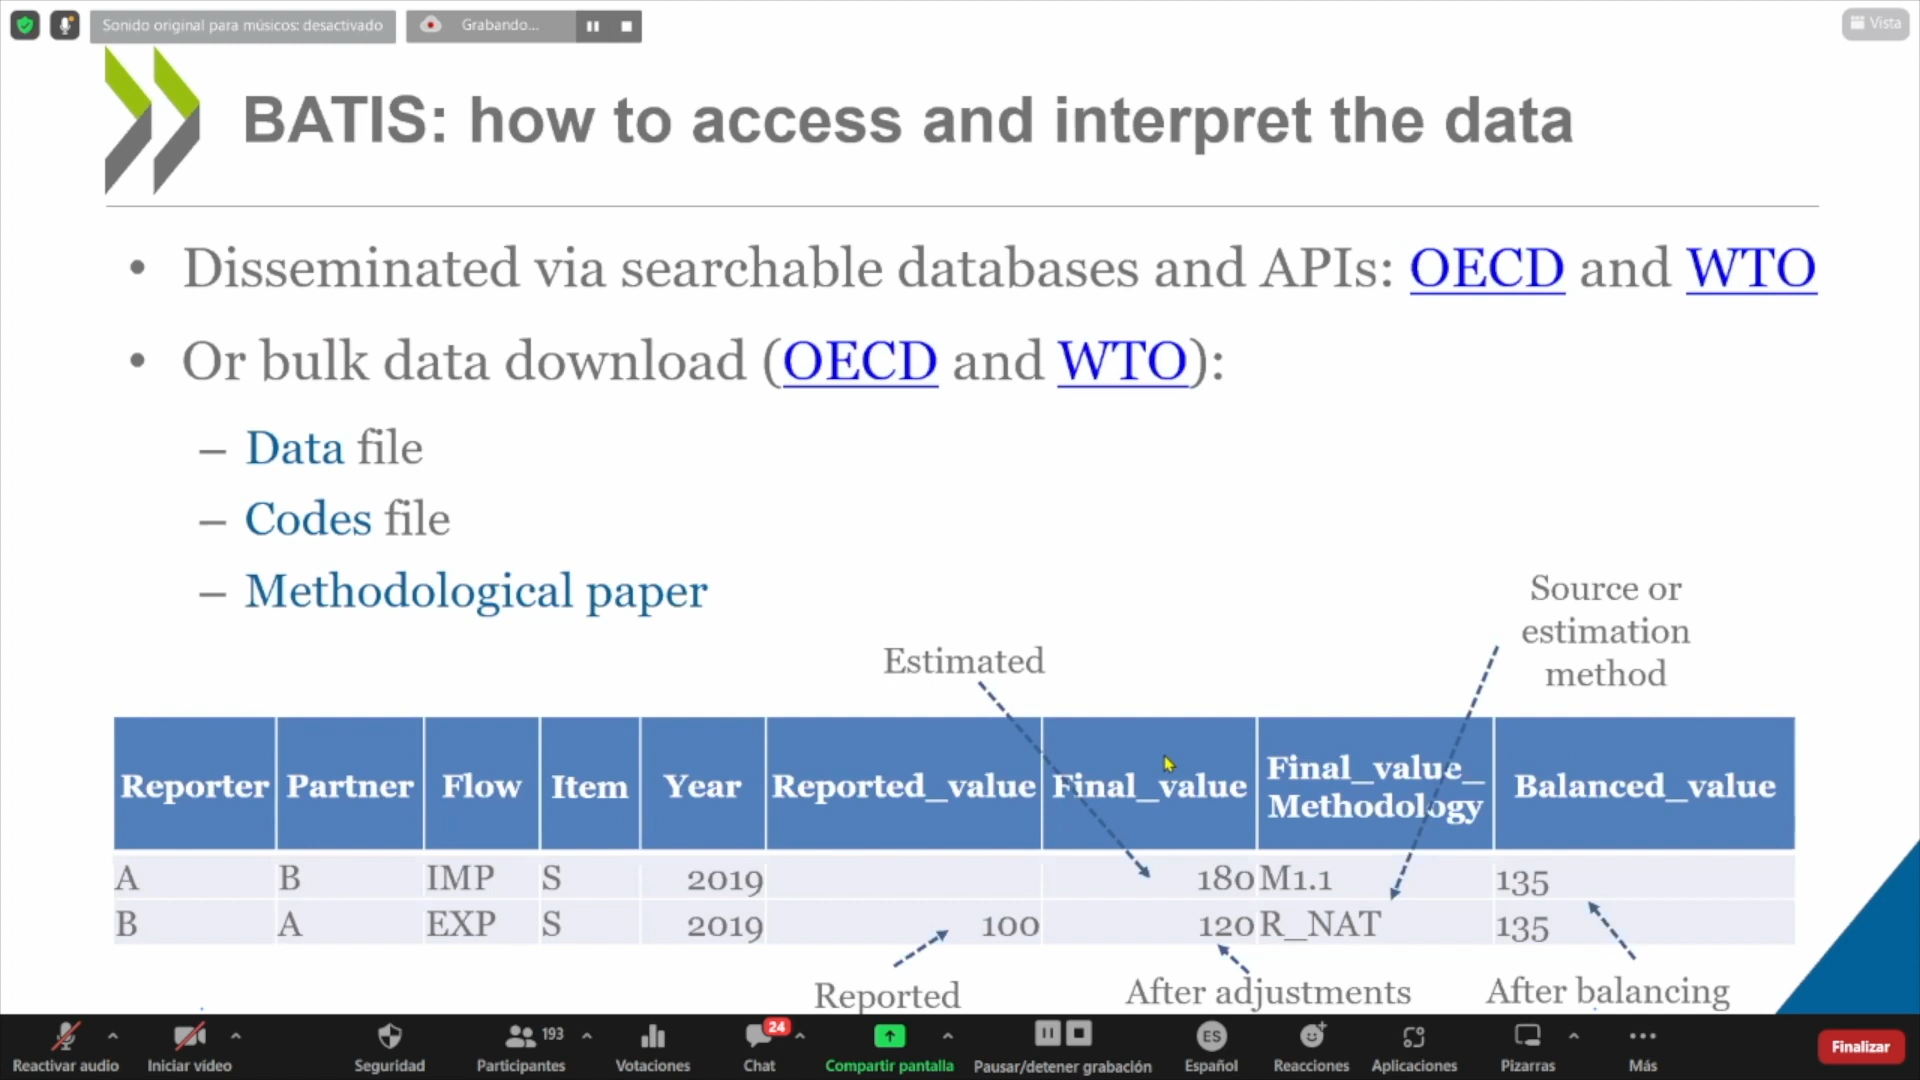 Sonido original para músicos: desactivado
Grabando...
Vista
BATIS: how to access and interpret the data
• Disseminated via searchable databases and APIs: OECD and WTO
• Or bulk data download (OECD and WTO):
– Data file
– Codes file
– Methodological paper
Source or
estimation
method
Estimated
Reporter Partner Flow Item Year Reported_value Final_value Final_value_ Methodology Balanced_value
A B IMP S 2019 180 M1.1 135
B A EXP S 2019 100 120 R_NAT 135
Reported
After adjustments
After balancing
193
24
ES
Reactivar audio
Iniciar vídeo
Seguridad
Participantes
Votaciones
Chat
Compartir pantalla
Pausar/detener grabación
Español
Reacciones
Aplicaciones
Pizarras
Más
Finalizar